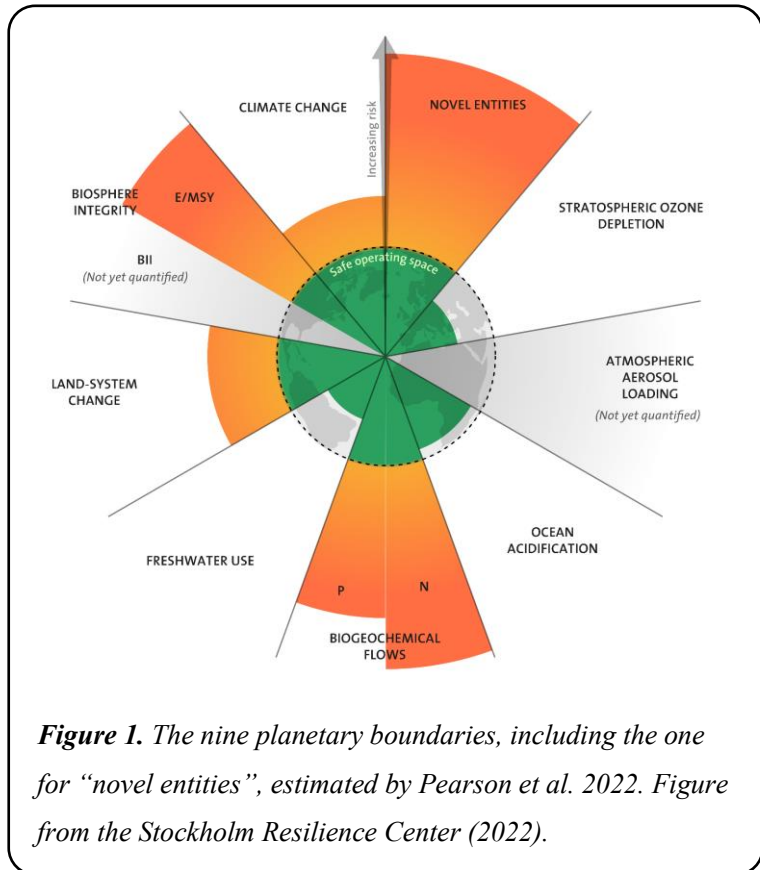 CLIMATE CHANGE
Increasing risk
NOVEL ENTITIES
BIOSPHERE
INTEGRITY
E/MSY
STRATOSPHERIC OZONE
DEPLETION
BII
(Not yet quantified)
Safe operating space
LAND-SYSTEM
CHANGE
ATMOSPHERIC
AEROSOL
LOADING
(Not yet quantified)
FRESHWATER USE
OCEAN
ACIDIFICATION
P
N
BIOGEOCHEMICAL
FLOWS
Figure 1. The nine planetary boundaries, including the one
for “novel entities”, estimated by Pearson et al. 2022. Figure
from the Stockholm Resilience Center (2022).